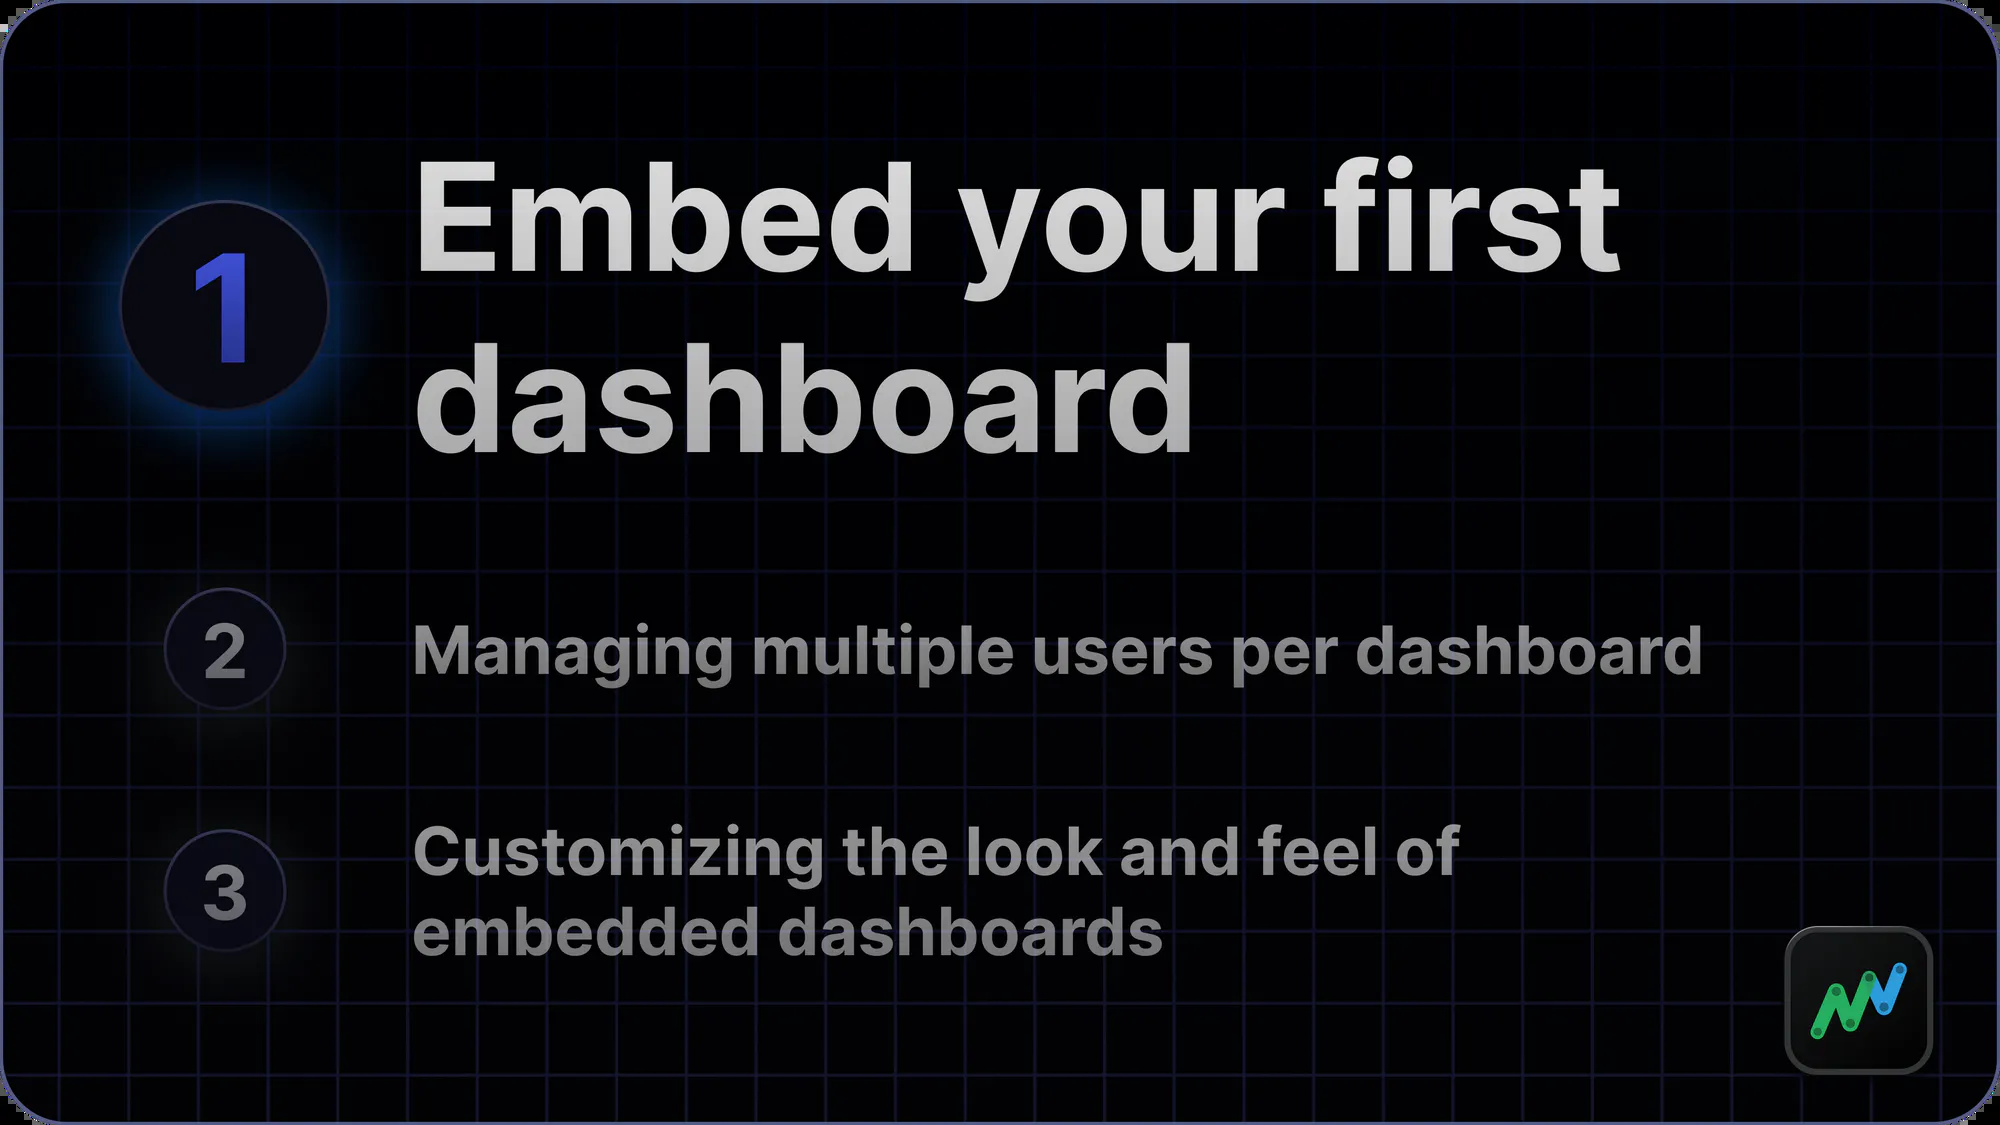 1
Embed your first
dashboard
2
Managing multiple users per dashboard
3
Customizing the look and feel of
embedded dashboards